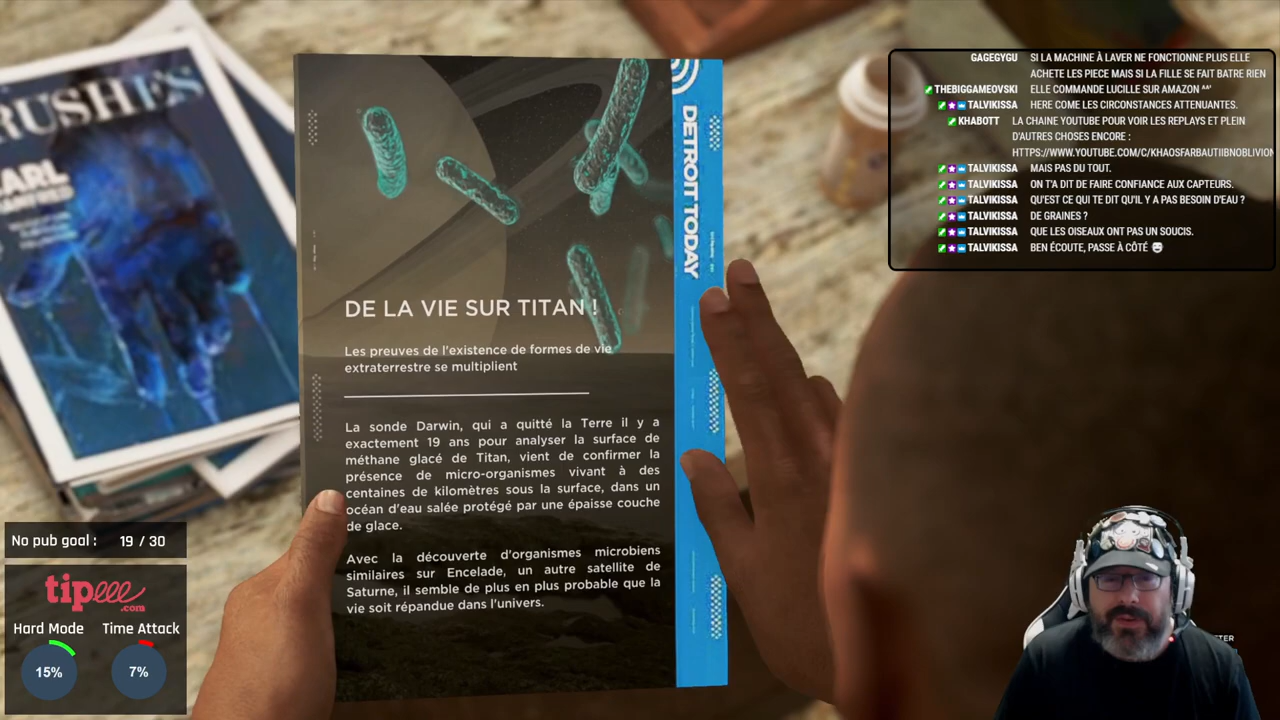 RUSHES
DETROIT TODAY
DE LA VIE SUR TITAN !
Les preuves de l'existence de formes de vie
extraterrestre se multiplient
La sonde Darwin, qui a quitté la Terre il y a
exactement 19 ans pour analyser la surface de
méthane glacé de Titan, vient de confirmer la
présence de micro-organismes vivant à des
centaines de kilomètres sous la surface, dans un
océan d'eau salée protégé par une épaisse couche
de glace.
Avec la découverte d'organismes microbiens
similaires sur Encelade, un autre satellite de
Saturne, il semble de plus en plus probable que la
vie soit répandue dans l'univers.
GAGEGYGU SI LA MACHINE À LAVER NE FONCTIONNE PLUS ELLE
ACHETE LES PIECE MAIS SI LA FILLE SE FAIT BATRE RIEN
THEBIGGAMEOVSKI ELLE COMMANDE LUCILLE SUR AMAZON ^^'
TALVIKISSA HERE COME LES CIRCONSTANCES ATTENUANTES.
KHABOTT LA CHAINE YOUTUBE POUR VOIR LES REPLAYS ET PLEIN
D'AUTRES CHOSES ENCORE :
HTTPS://WWW.YOUTUBE.COM/C/KHAOSFARBAUTIIBNOBLIVION
TALVIKISSA MAIS PAS DU TOUT.
TALVIKISSA ON T'A DIT DE FAIRE CONFIANCE AUX CAPTEURS.
TALVIKISSA QU'EST CE QUI TE DIT QU'IL Y A PAS BESOIN D'EAU ?
TALVIKISSA DE GRAINES ?
TALVIKISSA QUE LES OISEAUX ONT PAS UN SOUCIS.
TALVIKISSA BEN ÉCOUTE, PASSE À CÔTÉ
No pub goal : 19 / 30
tipeee
.com
Hard Mode Time Attack
15% 7%